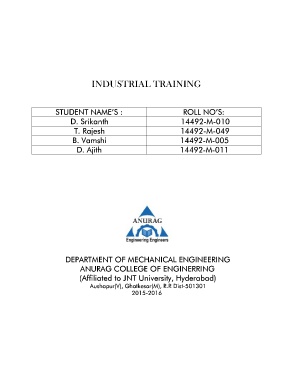 INDUSTRIAL TRAINING
STUDENT NAME'S : ROLL NO'S:
D. Srikanth 14492-M-010
T. Rajesh 14492-M-049
B. Vamshi 14492-M-005
D. Ajith 14492-M-011
ANURAG
Engineering Engineers
DEPARTMENT OF MECHANICAL ENGINEERING
ANURAG COLLEGE OF ENGINERRING
(Affiliated to JNT University, Hyderabad)
Aushapur(V), Ghatkesar(M), R.R Dist-501301
2015-2016